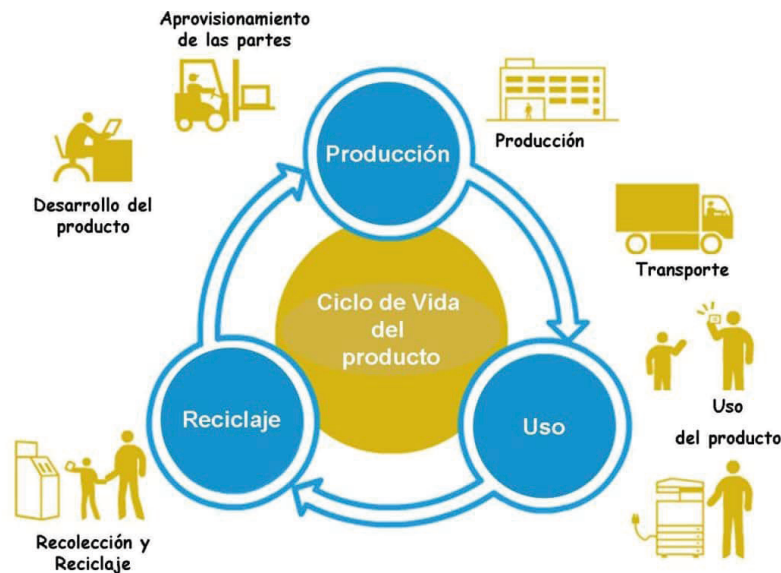 Aprovisionamiento
de las partes
Producción
Producción
Desarrollo del
producto
Transporte
Ciclo de Vida
del
producto
Reciclaje
Uso
Uso
del producto
Recolección y
Reciclaje